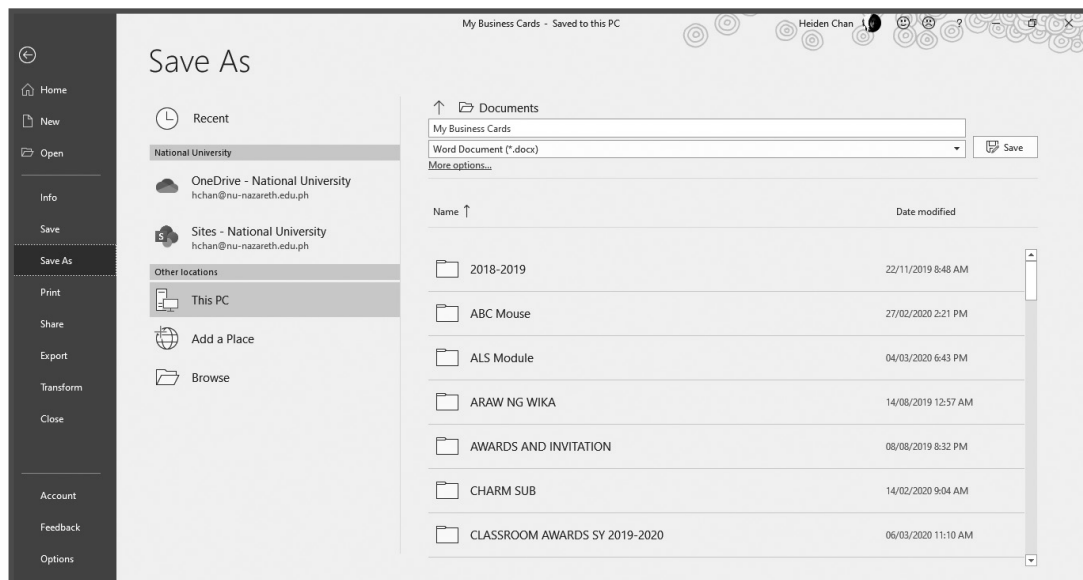 My Business Cards - Saved to this PC
Heiden Chan
?
Save As
Home
New
Open
Info
Save
Save As
Print
Share
Export
Transform
Close
Account
Feedback
Options
Recent
National University
OneDrive - National University
hchan@nu-nazareth.edu.ph
Sites - National University
hchan@nu-nazareth.edu.ph
Other locations
This PC
Add a Place
Browse
Documents
My Business Cards
Word Document (*.docx)
Save
More options...
Name Date modified
2018-2019 22/11/2019 8:48 AM
ABC Mouse 27/02/2020 2:21 PM
ALS Module 04/03/2020 6:43 PM
ARAW NG WIKA 14/08/2019 12:57 AM
AWARDS AND INVITATION 08/08/2019 8:32 PM
CHARM SUB 14/02/2020 9:04 AM
CLASSROOM AWARDS SY 2019-2020 06/03/2020 11:10 AM